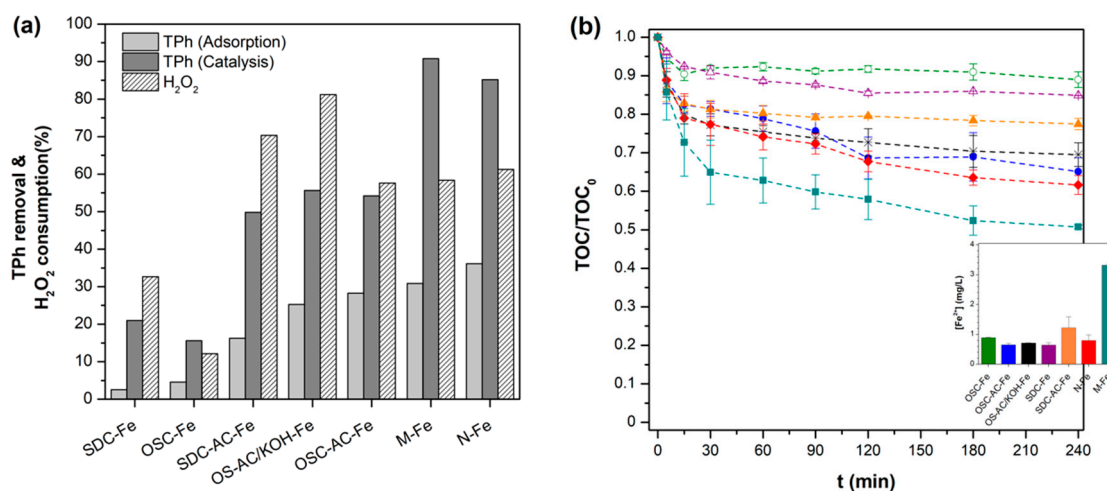 (a)
TPh removal &
H₂O₂ consumption(%)
100
90
80
70
60
50
40
30
20
10
0
TPh (Adsorption)
TPh (Catalysis)
H₂O₂
SDC-Fe
OSC-Fe
SDC-AC-Fe
OS-AC/KOH-Fe
OSC-AC-Fe
M-Fe
N-Fe
(b)
TOC/TOC₀
1.0
0.9
0.8
0.7
0.6
0.5
0.4
0.3
0.2
0.1
0
0 30 60 90 120 150 180 210 240
t (min)
[Fe²⁺] (mg/L)
4
3
2
1
0
OSC-Fe
OSC-AC-Fe
OS-AC/KOH-Fe
SDC-Fe
SDC-AC-Fe
N-Fe
M-Fe